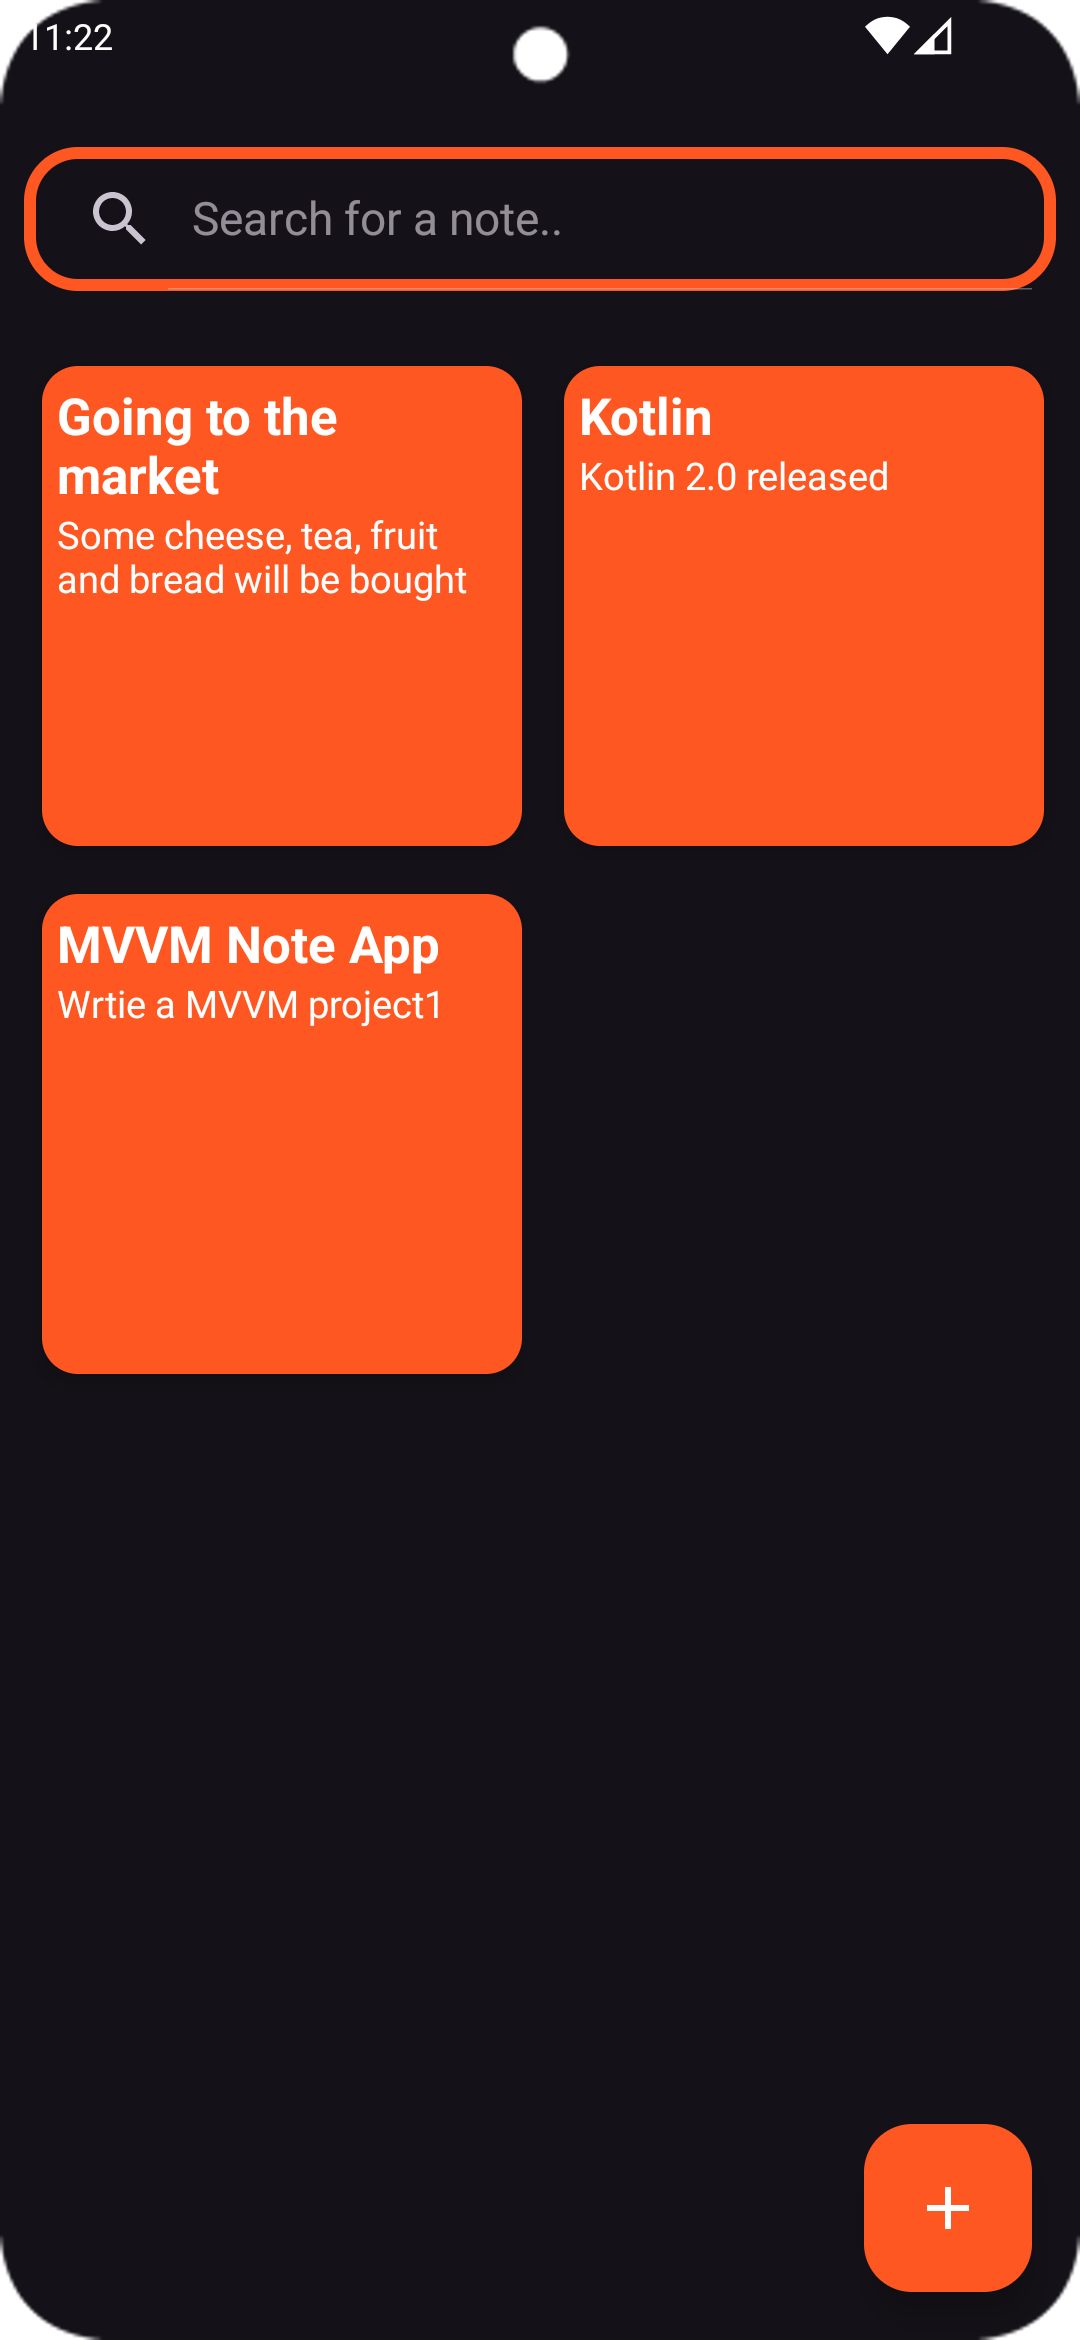 11:22
Search for a note..
Going to the
market
Some cheese, tea, fruit
and bread will be bought
Kotlin
Kotlin 2.0 released
MVVM Note App
Wrtie a MVVM project1